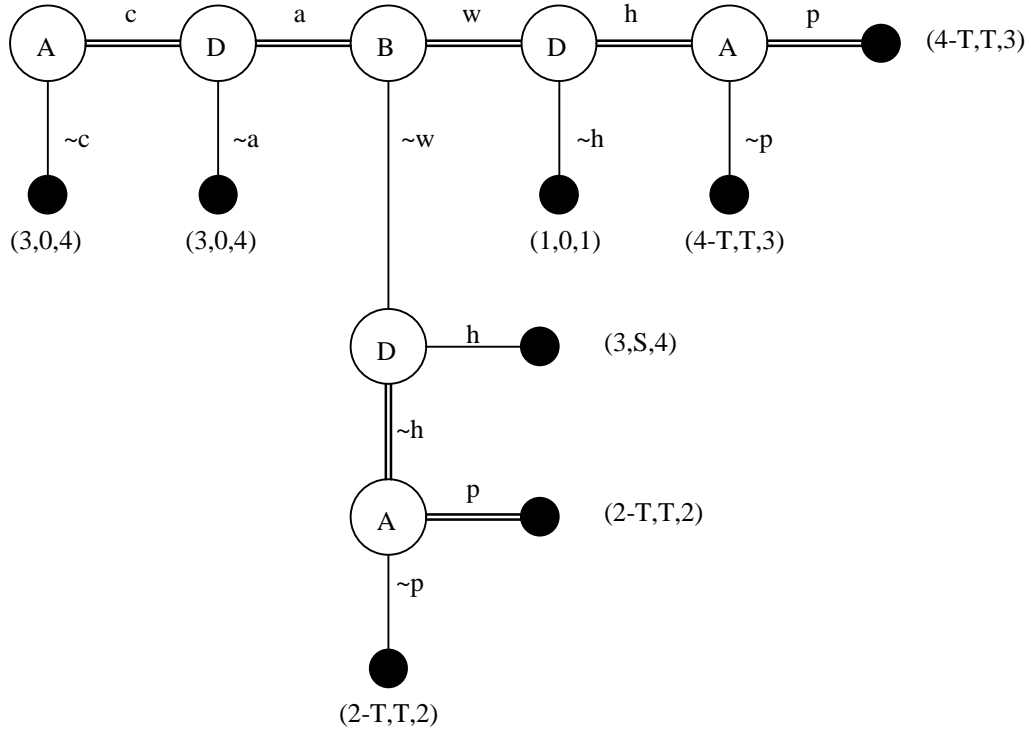 c a w h p
A D B D A (4-T,T,3)
~c ~a ~w ~h ~p
(3,0,4) (3,0,4) (1,0,1) (4-T,T,3)
D h (3,S,4)
~h
A p (2-T,T,2)
~p
(2-T,T,2)